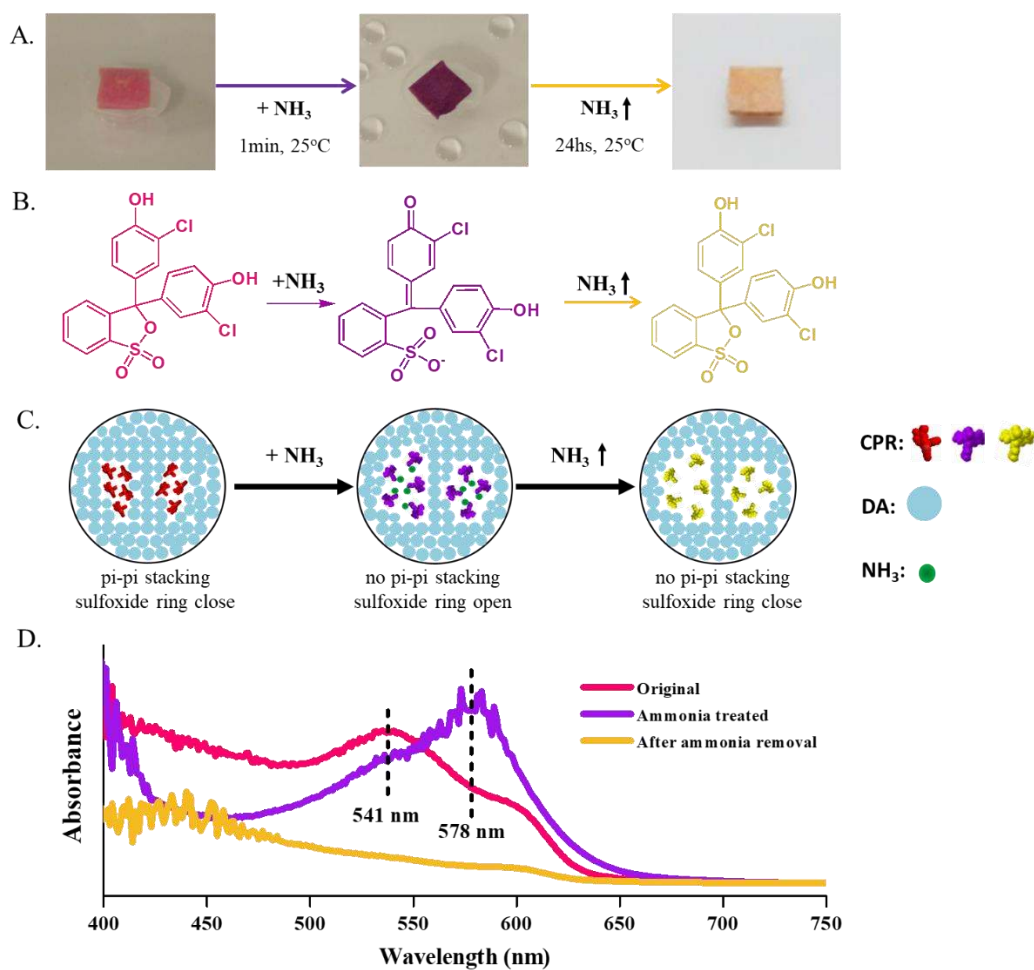 A.
+ NH₃
1min, 25°C
NH₃ ↑
24hs, 25°C
B.
OH
Cl
OH
Cl
O
S
O
O
+NH₃
O
Cl
OH
Cl
O
S
O
O-
NH₃ ↑
OH
Cl
OH
Cl
O
S
O
O
C.
+ NH₃
NH₃ ↑
CPR:
DA:
NH₃:
pi-pi stacking
sulfoxide ring close
no pi-pi stacking
sulfoxide ring open
no pi-pi stacking
sulfoxide ring close
D.
Absorbance
Original
Ammonia treated
After ammonia removal
541 nm
578 nm
400 450 500 550 600 650 700 750
Wavelength (nm)